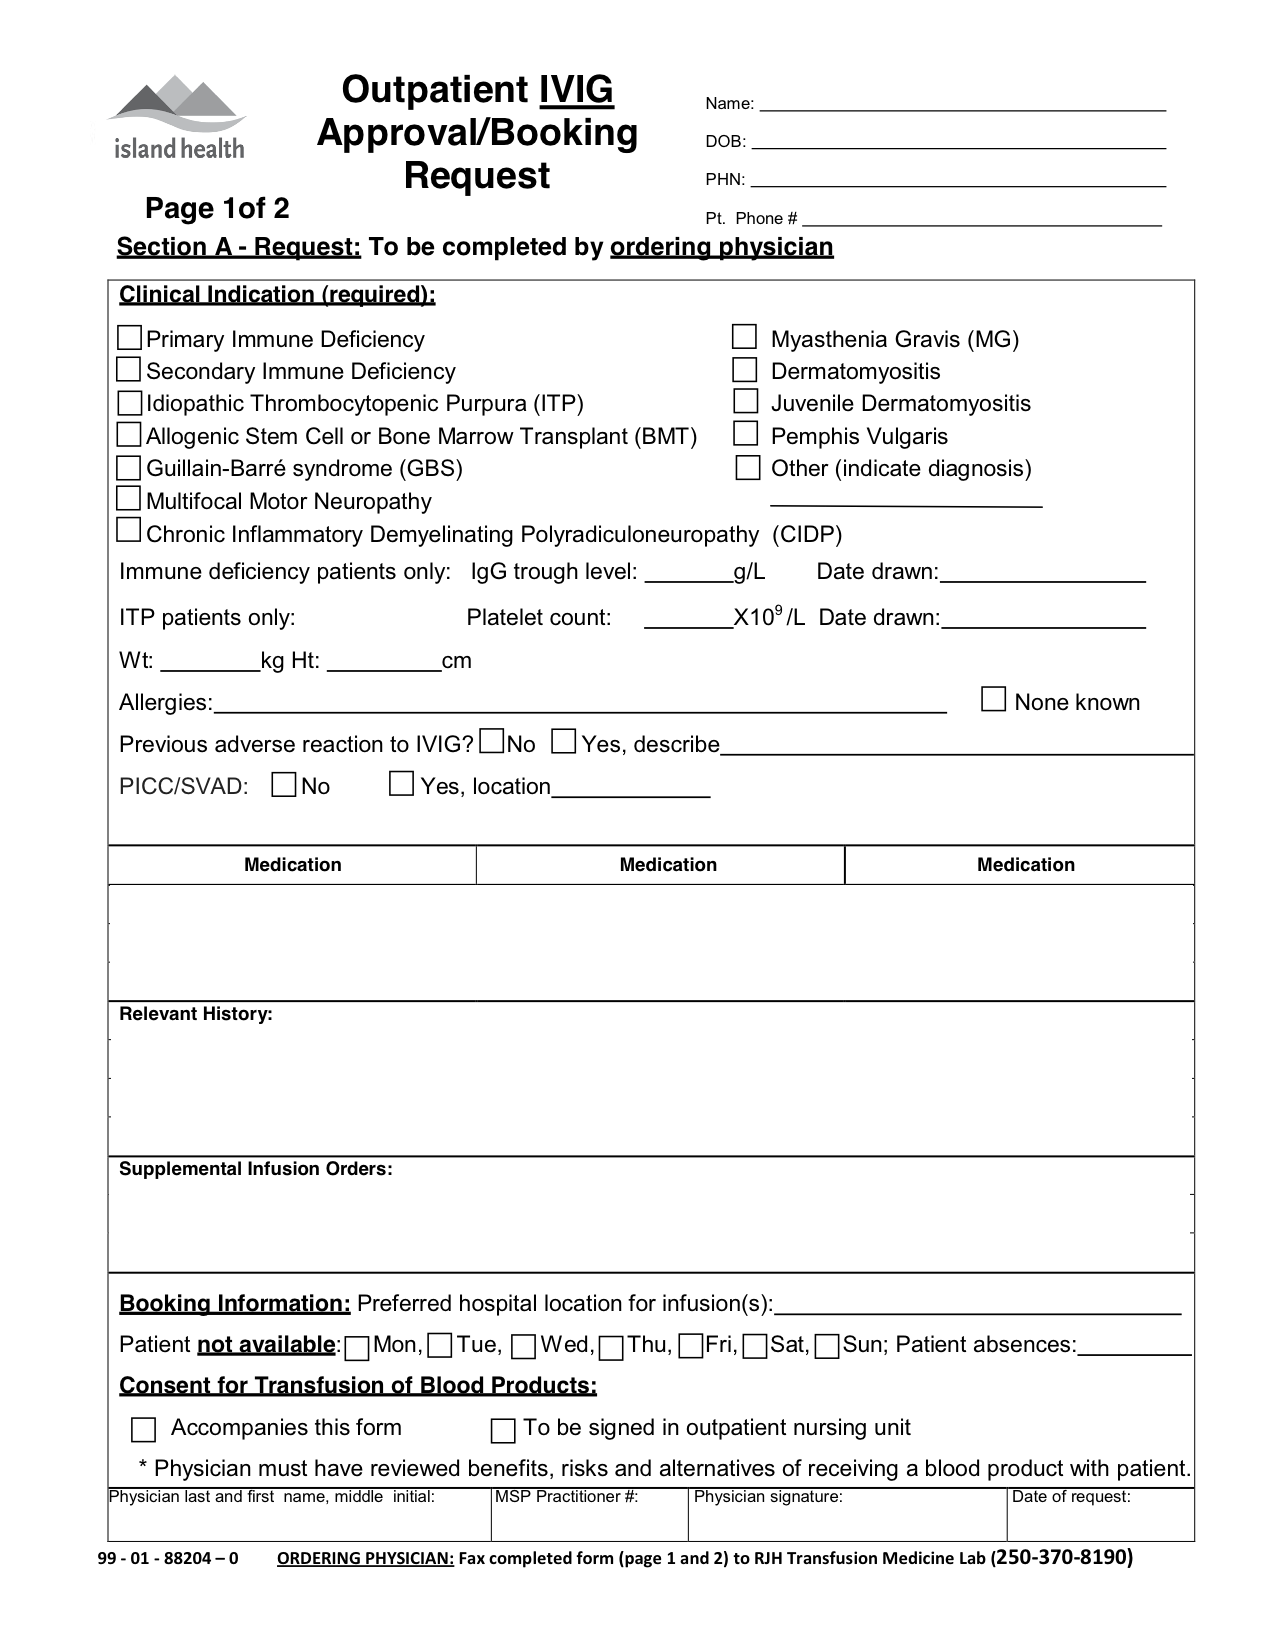 island health
Outpatient IVIG
Approval/Booking
Request
Page 1of 2
Name:
DOB:
PHN:
Pt. Phone #
Section A - Request: To be completed by ordering physician
Clinical Indication (required):
Primary Immune Deficiency
Secondary Immune Deficiency
Idiopathic Thrombocytopenic Purpura (ITP)
Allogenic Stem Cell or Bone Marrow Transplant (BMT)
Guillain-Barré syndrome (GBS)
Multifocal Motor Neuropathy
Chronic Inflammatory Demyelinating Polyradiculoneuropathy (CIDP)
Myasthenia Gravis (MG)
Dermatomyositis
Juvenile Dermatomyositis
Pemphis Vulgaris
Other (indicate diagnosis)
Immune deficiency patients only: IgG trough level: _______g/L Date drawn:
ITP patients only: Platelet count: _______X10⁹ /L Date drawn:
Wt: ________kg Ht: _________cm
Allergies: None known
Previous adverse reaction to IVIG? No Yes, describe
PICC/SVAD: No Yes, location
Medication Medication Medication
Relevant History:
Supplemental Infusion Orders:
Booking Information: Preferred hospital location for infusion(s):
Patient not available: Mon, Tue, Wed, Thu, Fri, Sat, Sun; Patient absences:
Consent for Transfusion of Blood Products:
Accompanies this form To be signed in outpatient nursing unit
* Physician must have reviewed benefits, risks and alternatives of receiving a blood product with patient.
Physician last and first name, middle initial: MSP Practitioner #: Physician signature: Date of request:
99 - 01 - 88204 – 0 ORDERING PHYSICIAN: Fax completed form (page 1 and 2) to RJH Transfusion Medicine Lab (250-370-8190)